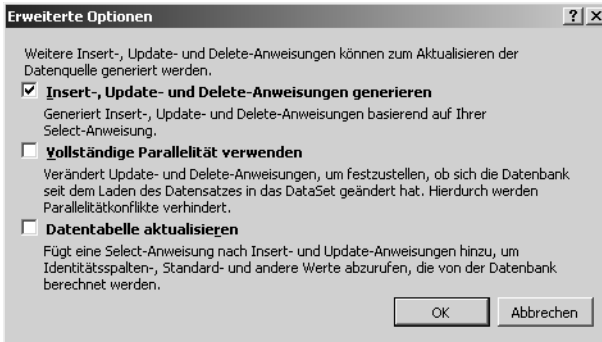 Erweiterte Optionen
Weitere Insert-, Update- und Delete-Anweisungen können zum Aktualisieren der
Datenquelle generiert werden.
Insert-, Update- und Delete-Anweisungen generieren
Generiert Insert-, Update- und Delete-Anweisungen basierend auf Ihrer
Select-Anweisung.
Vollständige Parallelität verwenden
Verändert Update- und Delete-Anweisungen, um festzustellen, ob sich die Datenbank
seit dem Laden des Datensatzes in das DataSet geändert hat. Hierdurch werden
Parallelitätkonflikte verhindert.
Datentabelle aktualisieren
Fügt eine Select-Anweisung nach Insert- und Update-Anweisungen hinzu, um
Identitätsspalten-, Standard- und andere Werte abzurufen, die von der Datenbank
berechnet werden.
OK Abbrechen